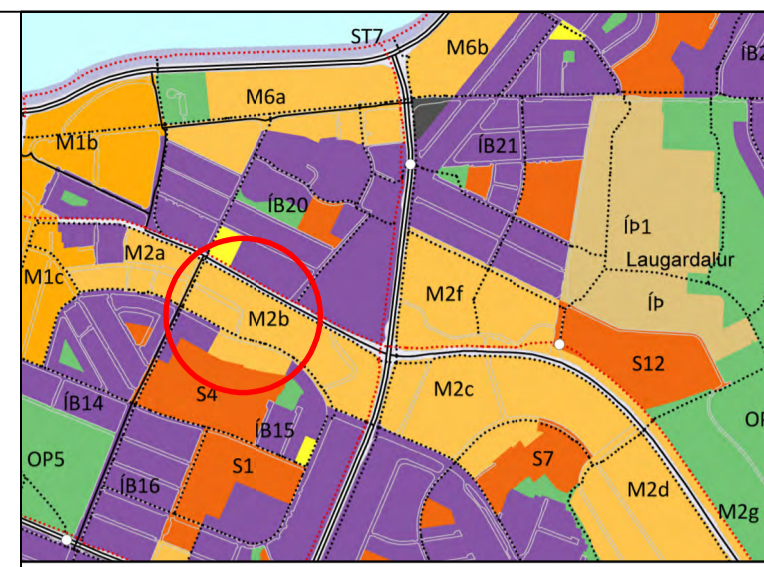 ST7
M6b
ÍB2
M6a
M1b
ÍB21
ÍB20
ÍÞ1
Laugardalur
M2a
M1c
M2f
ÍÞ
M2b
S12
M2c
S4
ÍB14
ÍB15
OP
OP5
S1
S7
ÍB16
M2d
M2g